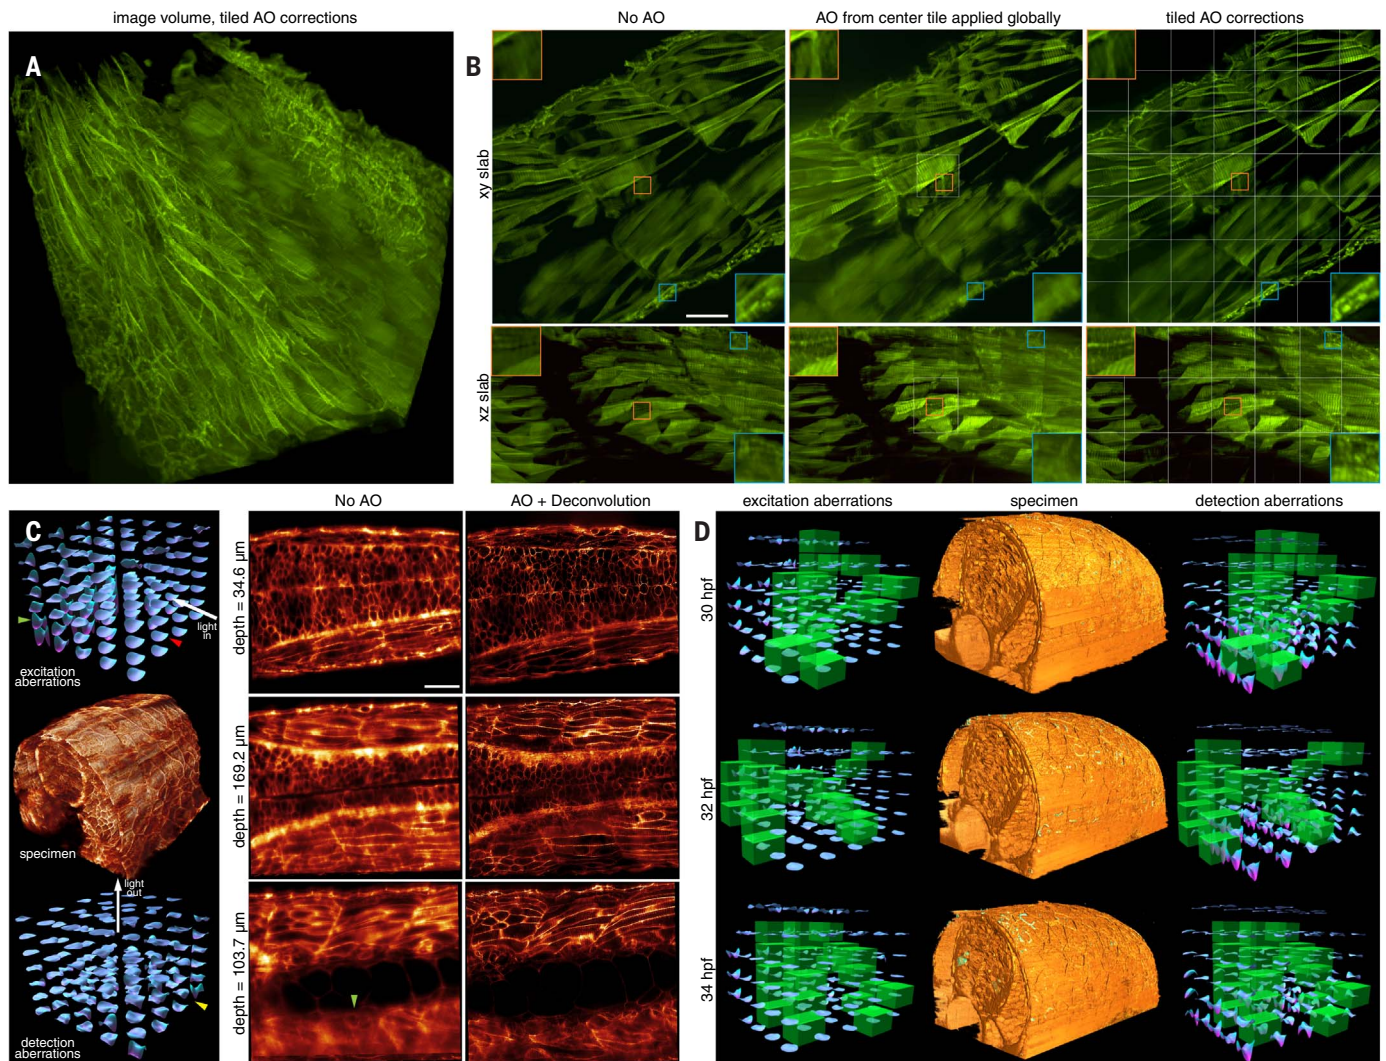 image volume, tiled AO corrections
No AO
AO from center tile applied globally
tiled AO corrections
A
B
xy slab
xz slab
No AO
AO + Deconvolution
excitation aberrations
specimen
detection aberrations
C
D
light
in
excitation
aberrations
specimen
light
out
detection
aberrations
depth = 34.6 µm
depth = 169.2 µm
depth = 103.7 µm
30 hpf
32 hpf
34 hpf